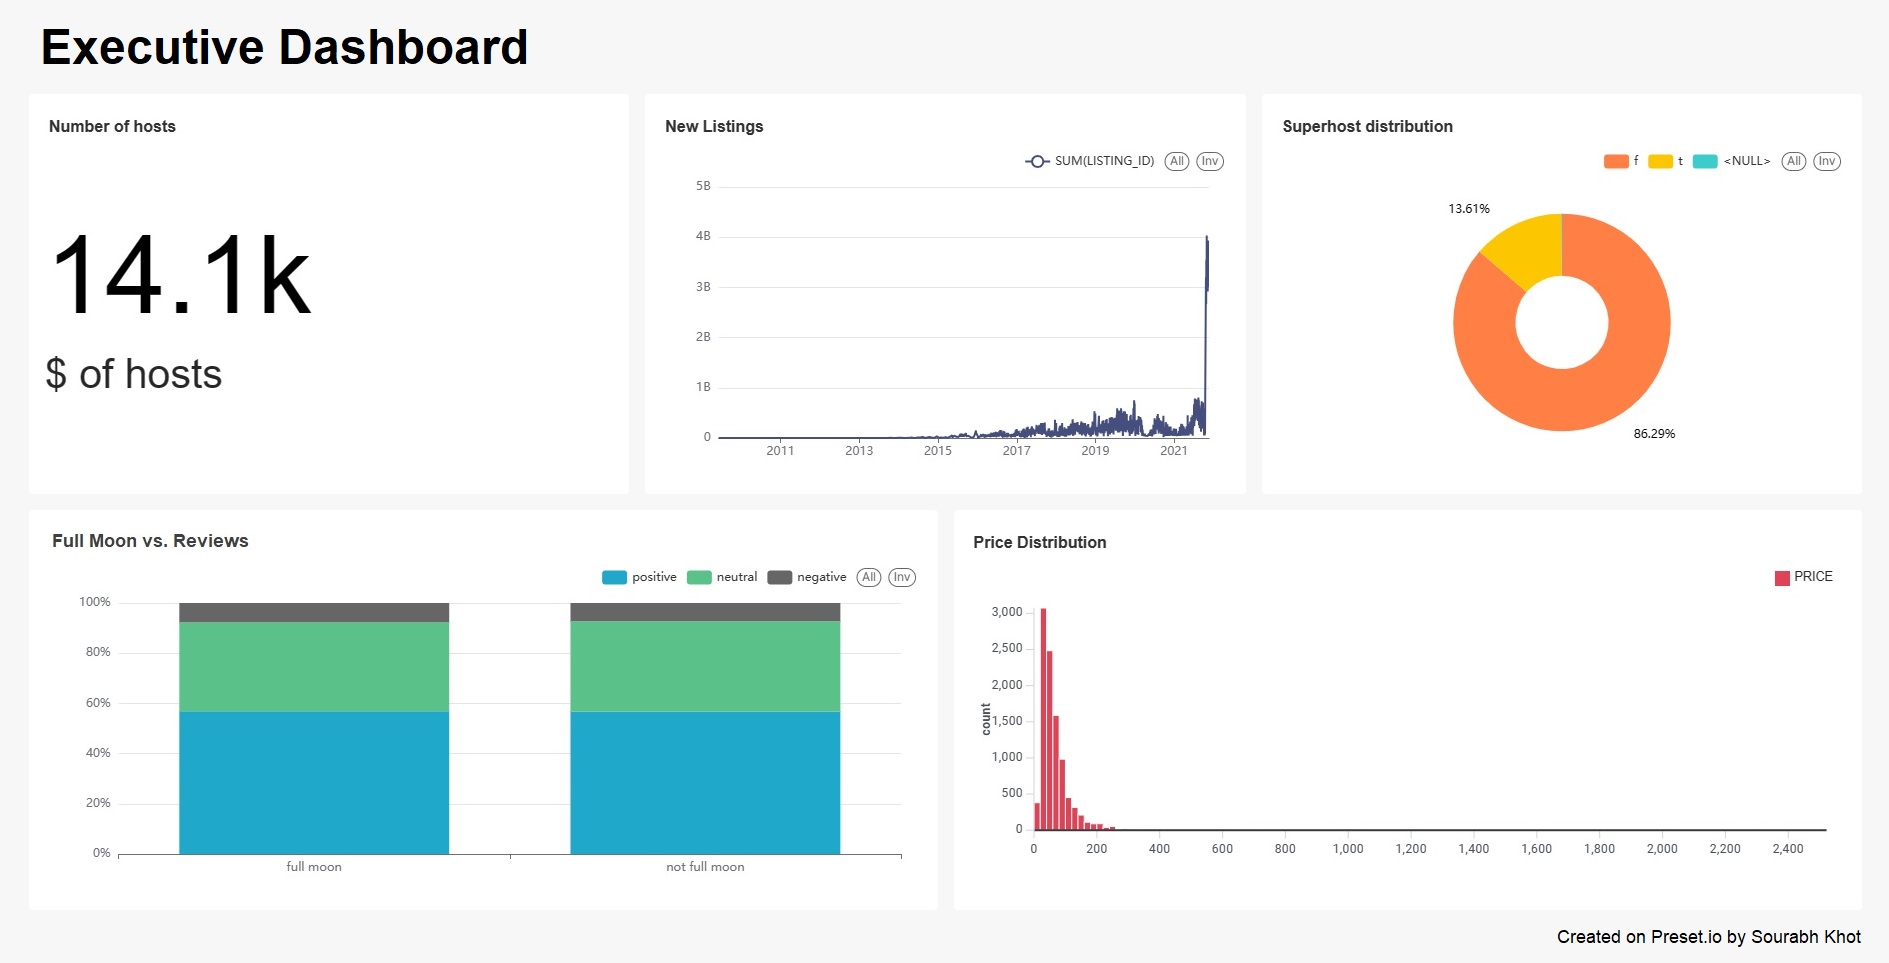 Executive Dashboard
Number of hosts
14.1k
$ of hosts
New Listings
SUM(LISTING_ID) All Inv
5B
4B
3B
2B
1B
0
2011 2013 2015 2017 2019 2021
Superhost distribution
f t <NULL> All Inv
13.61%
86.29%
Full Moon vs. Reviews
positive neutral negative All Inv
100%
80%
60%
40%
20%
0%
full moon not full moon
Price Distribution
PRICE
count
3,000
2,500
2,000
1,500
1,000
500
0
0 200 400 600 800 1,000 1,200 1,400 1,600 1,800 2,000 2,200 2,400
Created on Preset.io by Sourabh Khot